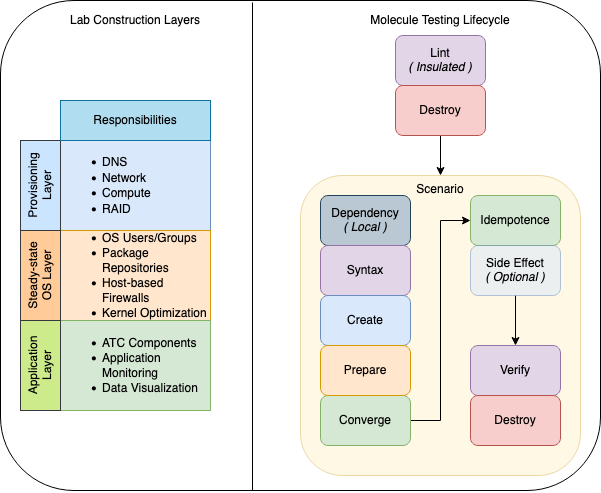 Lab Construction Layers
Responsibilities
Provisioning
Layer
DNS
Network
Compute
RAID
Steady-state
OS Layer
OS Users/Groups
Package
Repositories
Host-based
Firewalls
Kernel Optimization
Application
Layer
ATC Components
Application
Monitoring
Data Visualization
Molecule Testing Lifecycle
Lint
( Insulated )
Destroy
Scenario
Dependency
( Local )
Syntax
Create
Prepare
Converge
Idempotence
Side Effect
( Optional )
Verify
Destroy